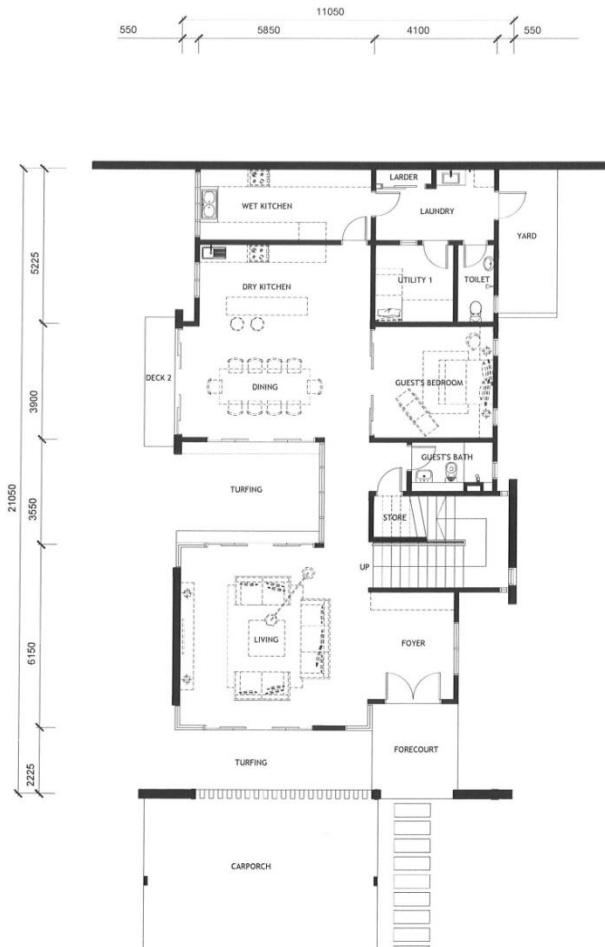 11050
550
5850
4100
550
LARDER
WET KITCHEN
LAUNDRY
YARD
5225
DRY KITCHEN
UTILITY 1
TOILET
DECK 2
DINING
GUEST'S BEDROOM
3900
GUEST'S BATH
TURFING
STORE
21050
3550
UP
LIVING
FOYER
6150
TURFING
FORECOURT
2225
CARPORCH